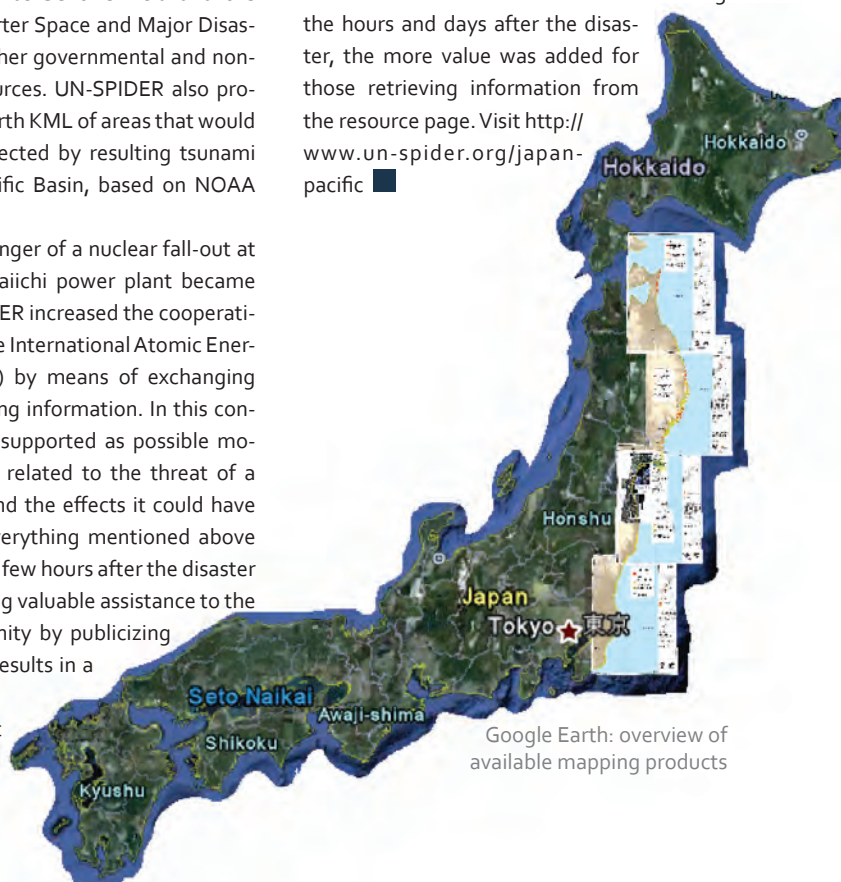 rter Space and Major Disas-
her governmental and non-
urces. UN-SPIDER also pro-
rth KML of areas that would
ected by resulting tsunami
ific Basin, based on NOAA
nger of a nuclear fall-out at
aiichi power plant became
ER increased the cooperati-
e International Atomic Ener-
) by means of exchanging
ng information. In this con-
supported as possible mo-
related to the threat of a
nd the effects it could have
verything mentioned above
few hours after the disaster
g valuable assistance to the
nity by publicizing
esults in a
the hours and days after the disas-
ter, the more value was added for
those retrieving information from
the resource page. Visit http://
www.un-spider.org/japan-
pacific
Hokkaido
Hokkaido
Honshu
Japan
Tokyo 東京
Seto Naikai
Awaji-shima
Shikoku
Kyushu
Google Earth: overview of
available mapping products